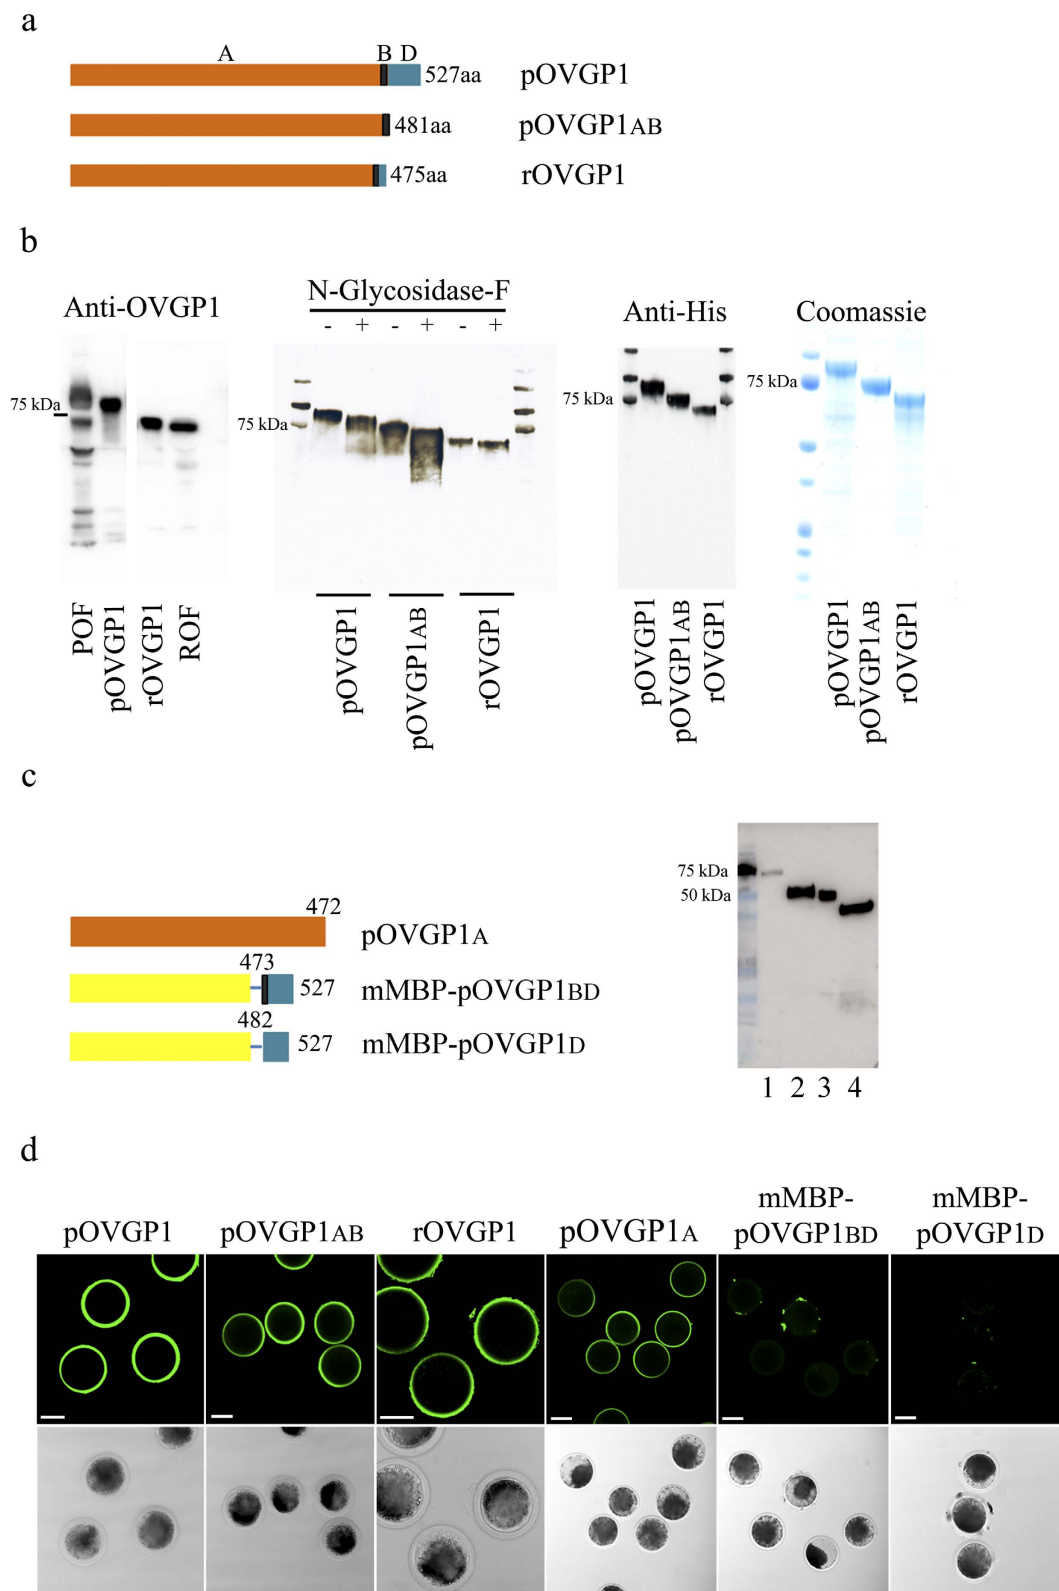 a
A B D
527aa pOVGP1
481aa pOVGP1AB
475aa rOVGP1
b
Anti-OVGP1
N-Glycosidase-F
- + - + - +
Anti-His
Coomassie
75 kDa
75 kDa
75 kDa
75 kDa
POF
pOVGP1
rOVGP1
ROF
pOVGP1
pOVGP1AB
rOVGP1
pOVGP1
pOVGP1AB
rOVGP1
pOVGP1
pOVGP1AB
rOVGP1
c
472
pOVGP1A
473
527 mMBP-pOVGP1BD
482
527 mMBP-pOVGP1D
75 kDa
50 kDa
1 2 3 4
d
pOVGP1
pOVGP1AB
rOVGP1
pOVGP1A
mMBP-
pOVGP1BD
mMBP-
pOVGP1D